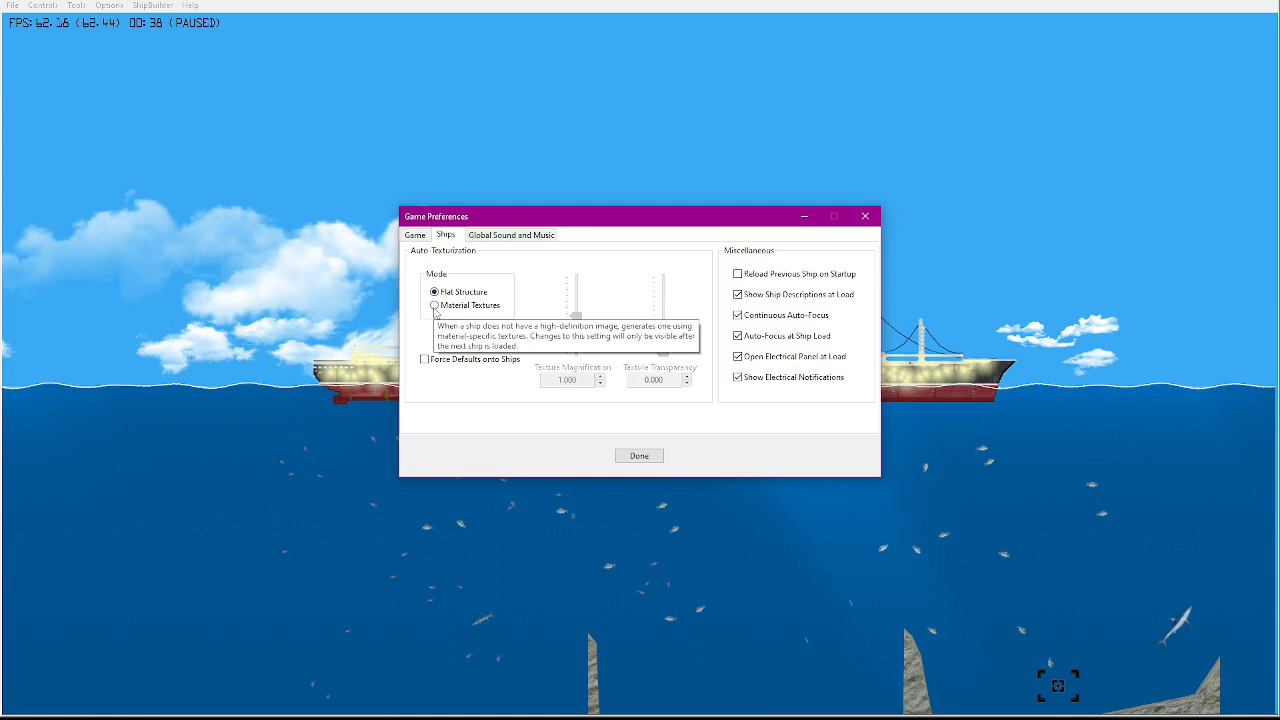 File Controls Tools Options ShipBuilder Help
FPS:62.16 (62.44) 00:38 (PAUSED)
Game Preferences
Game Ships Global Sound and Music
Auto-Texturization
Mode
Flat Structure
Material Textures
When a ship does not have a high-definition image, generates one using
material-specific textures. Changes to this setting will only be visible after
the next ship is loaded.
Force Defaults onto Ships
Texture Magnification
1.000
Texture Transparency
0.000
Miscellaneous
Reload Previous Ship on Startup
Show Ship Descriptions at Load
Continuous Auto-Focus
Auto-Focus at Ship Load
Open Electrical Panel at Load
Show Electrical Notifications
Done